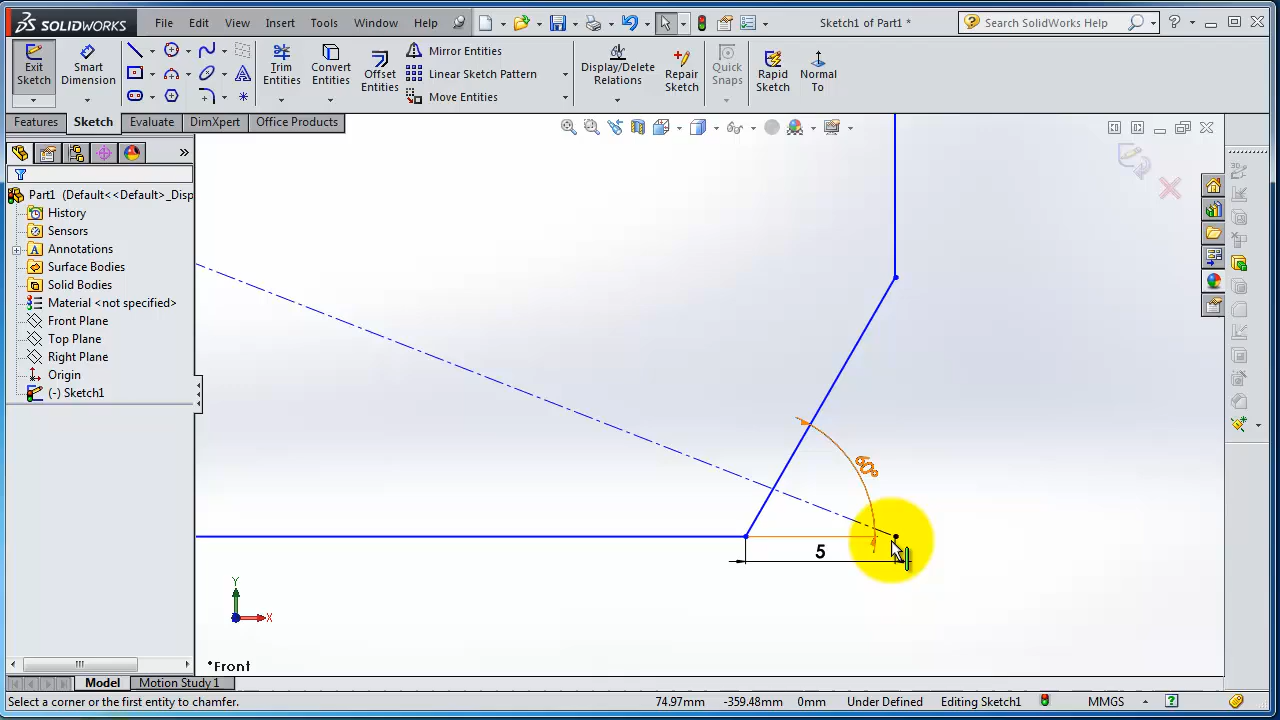 SOLIDWORKS
File Edit View Insert Tools Window Help
Sketch1 of Part1 *
Search SolidWorks Help
Exit Sketch
Smart Dimension
Trim Entities
Convert Entities
Offset Entities
Mirror Entities
Linear Sketch Pattern
Move Entities
Display/Delete Relations
Repair Sketch
Quick Snaps
Rapid Sketch
Normal To
Features Sketch Evaluate DimXpert Office Products
Part1 (Default<<Default>_Disp
History
Sensors
Annotations
Surface Bodies
Solid Bodies
Material <not specified>
Front Plane
Top Plane
Right Plane
Origin
(-) Sketch1
60°
5
Y
X
*Front
Model Motion Study 1
Select a corner or the first entity to chamfer.
74.97mm -359.48mm 0mm Under Defined Editing Sketch1 MMGS